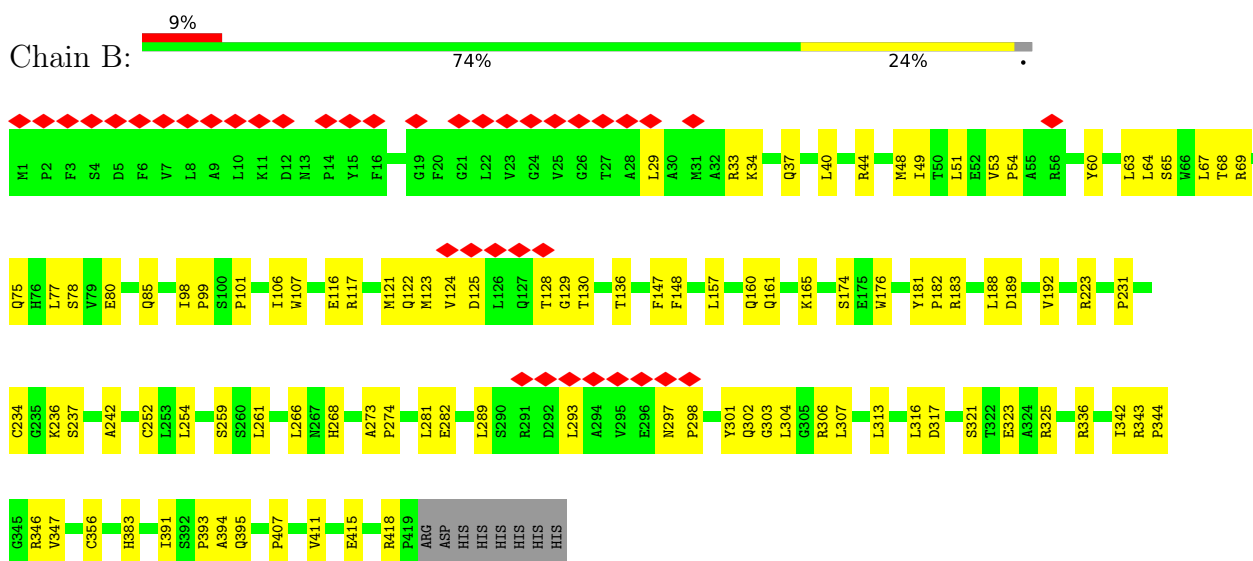 9%
Chain B:
74% 24% •
M1 P2 F3 S4 D5 F6 V7 L8 A9 L10 K11 D12 N13 P14 Y15 F16 G19 F20 G21 L22 V23 G24 V25 G26 T27 A28 L29 A30 M31 A32 R33 K34 Q37 L40 R44 M48 I49 T50 L51 E52 V53 P54 A55 R56 Y60 L63 L64 S65 W66 L67 T68 R69
Q75 H76 L77 S78 V79 E80 Q85 I98 P99 S100 P101 I106 W107 E116 R117 M121 Q122 M123 V124 D125 L126 Q127 T128 G129 T130 T136 F147 F148 L157 Q160 Q161 K165 S174 E175 W176 Y181 P182 R183 L188 D189 V192 R223 P231
C234 G235 K236 S237 A242 C252 L253 L254 S259 S260 L261 L266 N267 H268 A273 P274 L281 E282 L289 S290 R291 D292 L293 A294 V295 E296 N297 P298 Y301 Q302 G303 L304 G305 R306 L307 L313 L316 D317 S321 T322 E323 A324 R325 R336 I342 R343 P344
G345 R346 V347 C356 H383 I391 S392 P393 A394 Q395 P407 V411 E415 R418 P419 ARG ASP HIS HIS HIS HIS HIS HIS